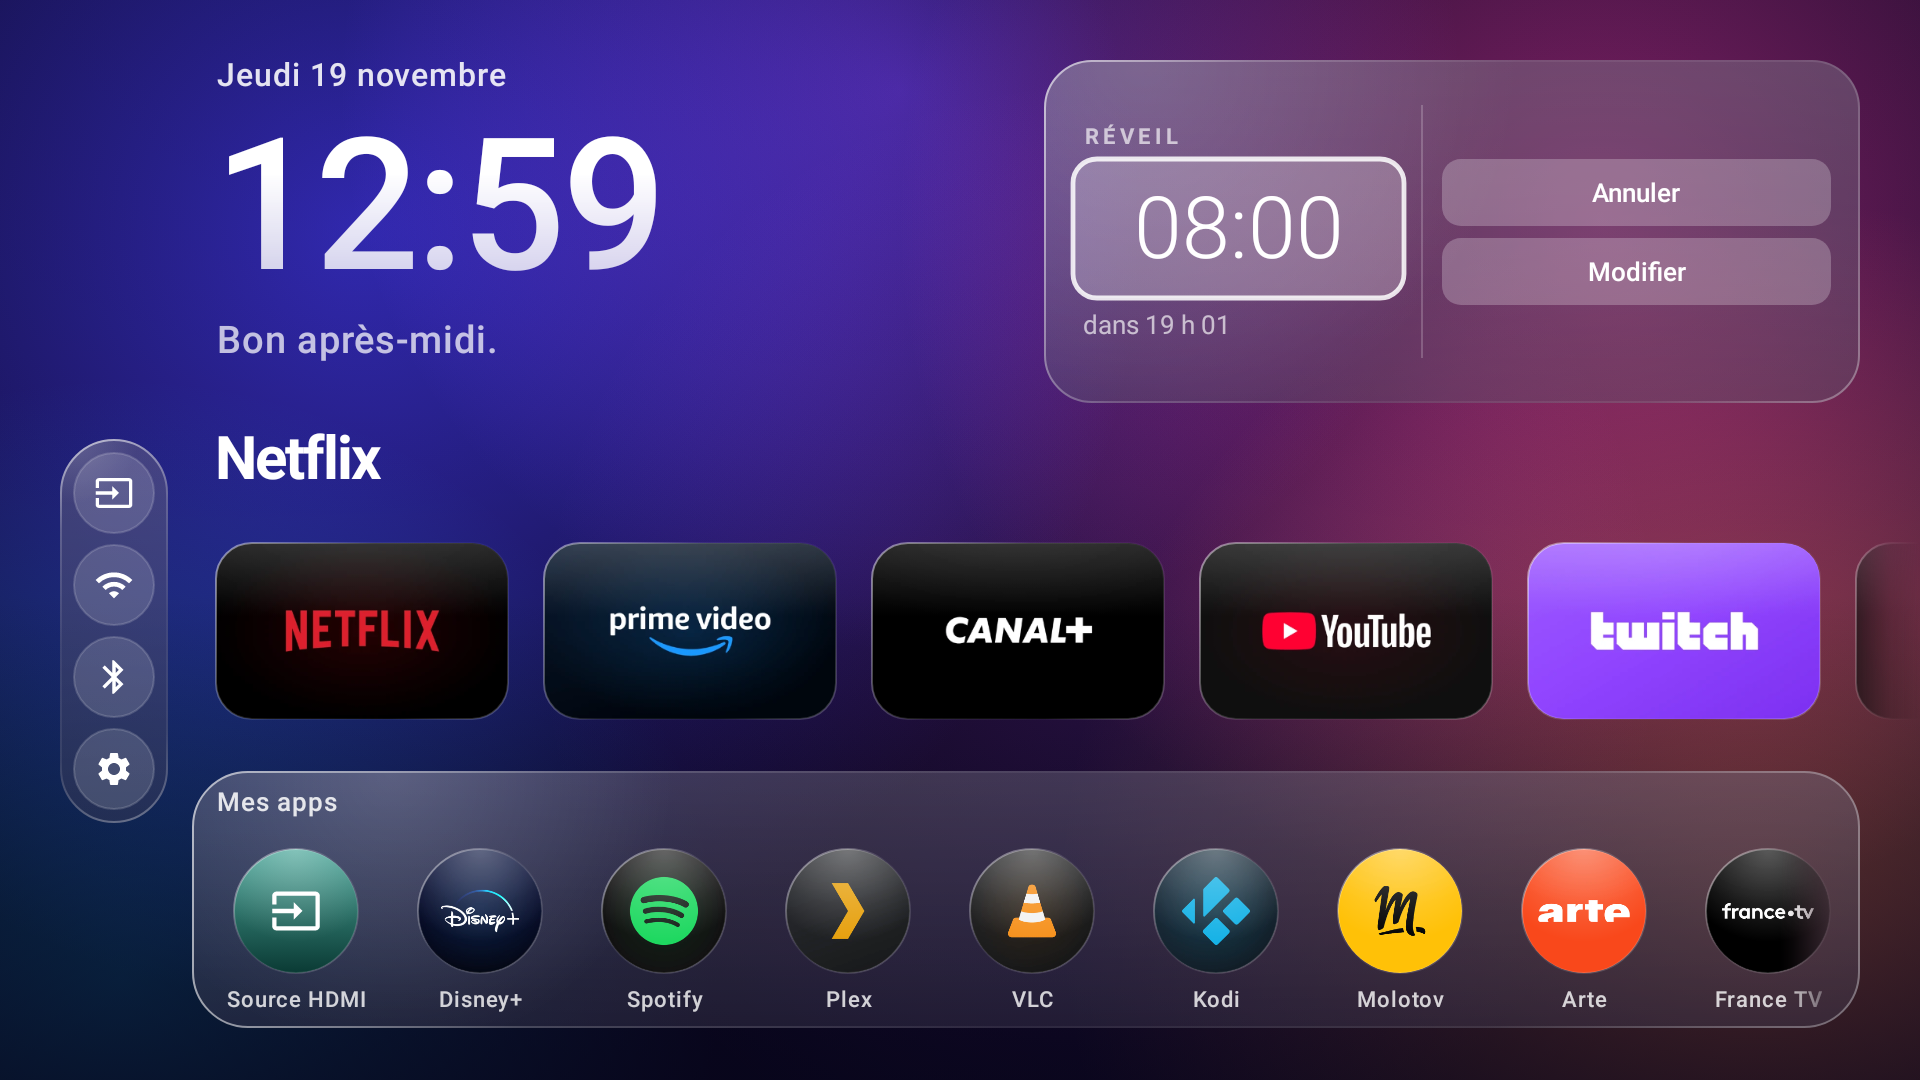 Jeudi 19 novembre
12:59
Bon après-midi.
RÉVEIL
08:00
dans 19 h 01
Annuler
Modifier
Netflix
NETFLIX
prime video
CANAL+
YouTube
twitch
Mes apps
Disney+
M.
arte
france•tv
Source HDMI
Disney+
Spotify
Plex
VLC
Kodi
Molotov
Arte
France TV